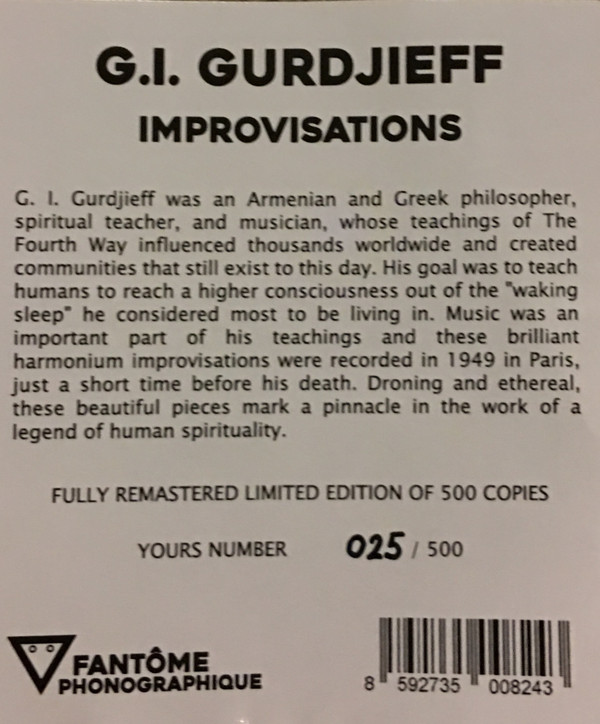 G.I. GURDJIEFF
IMPROVISATIONS
G. I. Gurdjieff was an Armenian and Greek philosopher,
spiritual teacher, and musician, whose teachings of The
Fourth Way influenced thousands worldwide and created
communities that still exist to this day. His goal was to teach
humans to reach a higher consciousness out of the "waking
sleep" he considered most to be living in. Music was an
important part of his teachings and these brilliant
harmonium improvisations were recorded in 1949 in Paris,
just a short time before his death. Droning and ethereal,
these beautiful pieces mark a pinnacle in the work of a
legend of human spirituality.
FULLY REMASTERED LIMITED EDITION OF 500 COPIES
YOURS NUMBER 025 / 500
FANTÔME
PHONOGRAPHIQUE
8 592735 008243